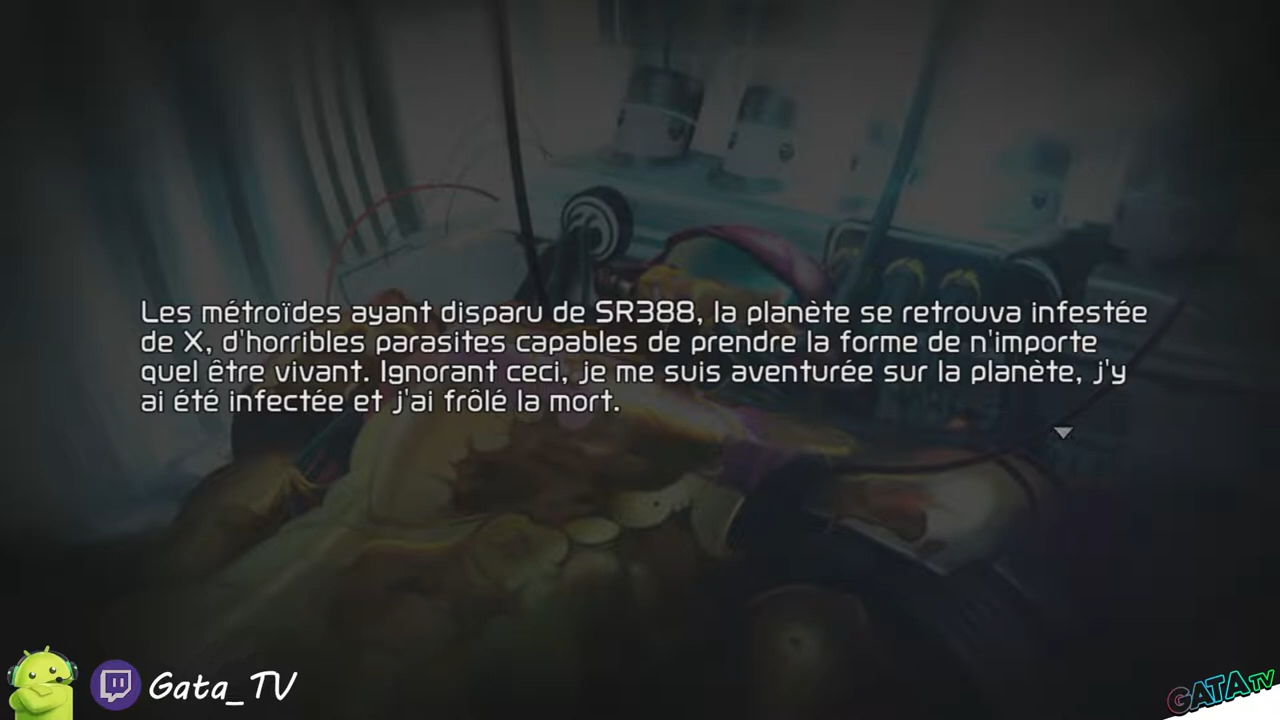 Les métroïdes ayant disparu de SR388, la planète se retrouva infestée
de X, d'horribles parasites capables de prendre la forme de n'importe
quel être vivant. Ignorant ceci, je me suis aventurée sur la planète, j'y
ai été infectée et j'ai frôlé la mort.
Gata_TV
GATA TV